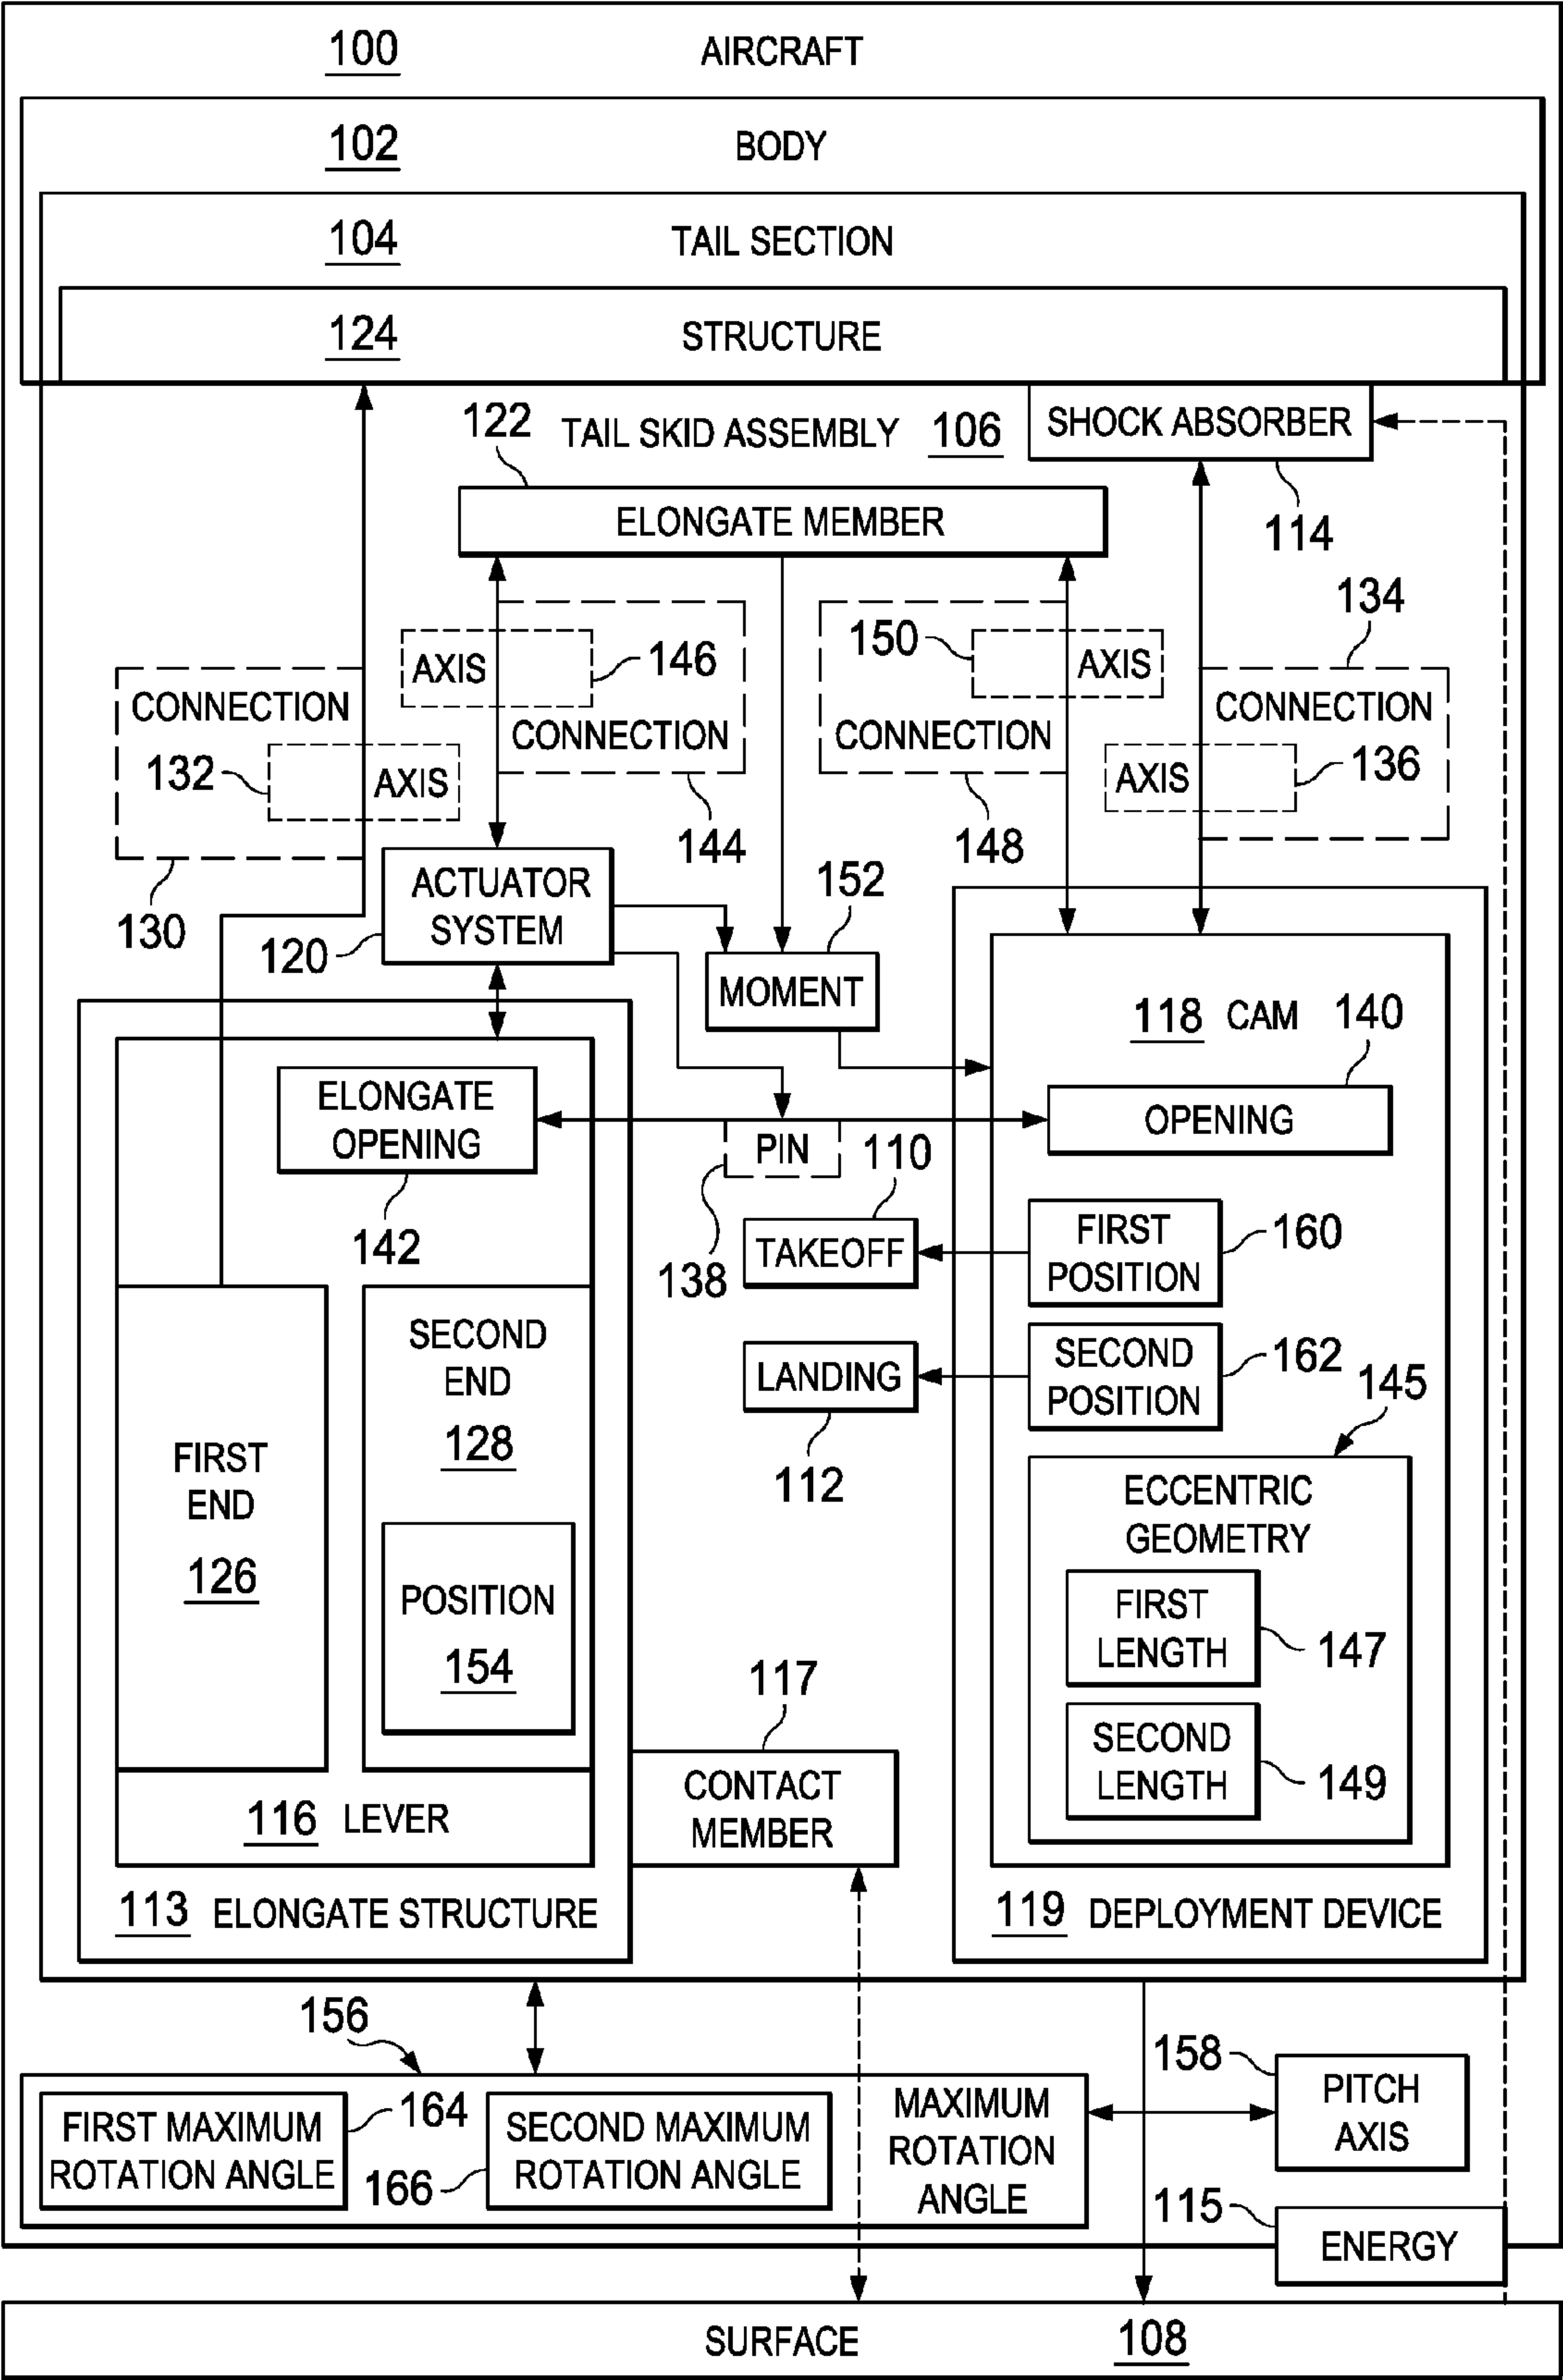 100 AIRCRAFT
102 BODY
104 TAIL SECTION
124 STRUCTURE
122
TAIL SKID ASSEMBLY 106
SHOCK ABSORBER
114
ELONGATE MEMBER
134
150
AXIS
146
AXIS
CONNECTION
CONNECTION
CONNECTION
CONNECTION
132
AXIS
AXIS
136
144
148
130
120
ACTUATOR
SYSTEM
152
MOMENT
118 CAM
140
ELONGATE
OPENING
142
PIN
138
110
OPENING
TAKEOFF
FIRST
POSITION
160
LANDING
112
SECOND
POSITION
162
145
FIRST
END
126
SECOND
END
128
POSITION
154
ECCENTRIC
GEOMETRY
FIRST
LENGTH
147
SECOND
LENGTH
149
117
CONTACT
MEMBER
116 LEVER
113 ELONGATE STRUCTURE
119 DEPLOYMENT DEVICE
156
158
PITCH
AXIS
FIRST MAXIMUM
ROTATION ANGLE
164
166
SECOND MAXIMUM
ROTATION ANGLE
MAXIMUM
ROTATION
ANGLE
115
ENERGY
SURFACE 108